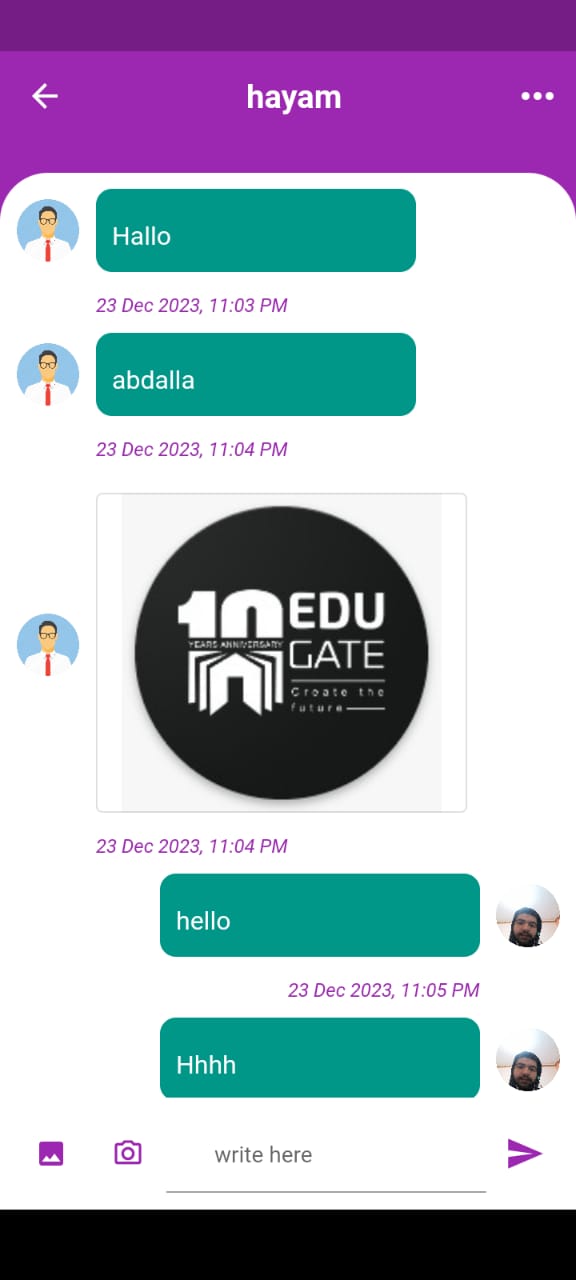 hayam
Hallo
23 Dec 2023, 11:03 PM
abdalla
23 Dec 2023, 11:04 PM
10 EDU
YEARS ANNIVERSARY
GATE
Create the
future
23 Dec 2023, 11:04 PM
hello
23 Dec 2023, 11:05 PM
Hhhh
write here